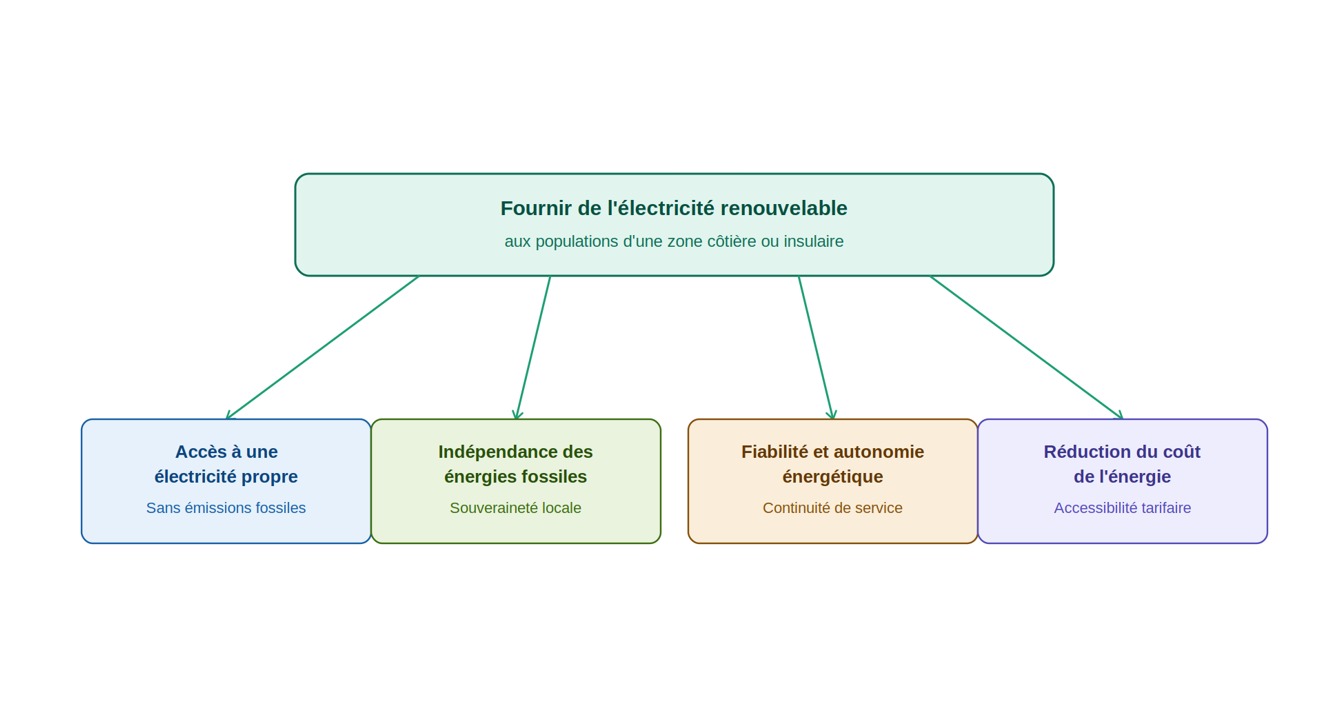 Fournir de l'électricité renouvelable
aux populations d'une zone côtière ou insulaire
Accès à une
électricité propre
Sans émissions fossiles
Indépendance des
énergies fossiles
Souveraineté locale
Fiabilité et autonomie
énergétique
Continuité de service
Réduction du coût
de l'énergie
Accessibilité tarifaire